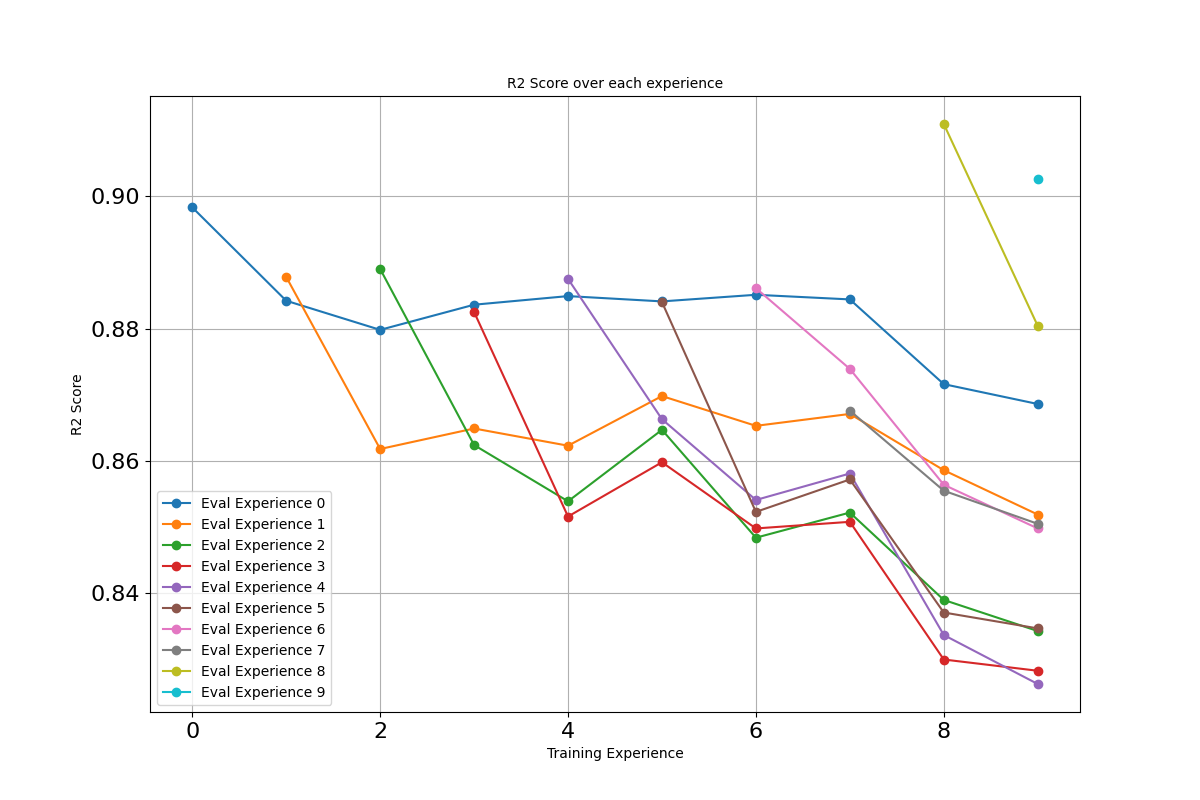 R2 Score over each experience
0.90
0.88
0.86
0.84
R2 Score
Eval Experience 0
Eval Experience 1
Eval Experience 2
Eval Experience 3
Eval Experience 4
Eval Experience 5
Eval Experience 6
Eval Experience 7
Eval Experience 8
Eval Experience 9
0 2 4 6 8
Training Experience